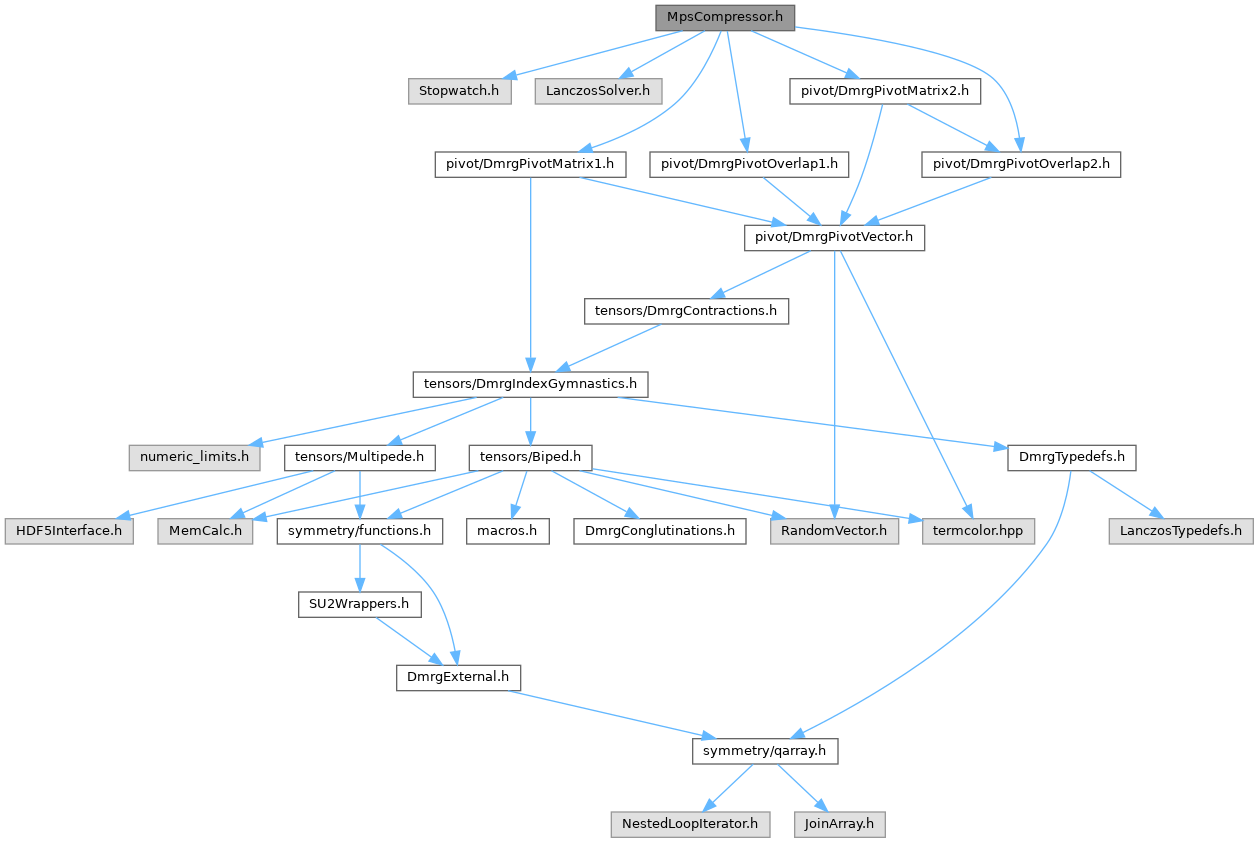 MpsCompressor.h
Stopwatch.h
LanczosSolver.h
pivot/DmrgPivotMatrix2.h
pivot/DmrgPivotMatrix1.h
pivot/DmrgPivotOverlap1.h
pivot/DmrgPivotOverlap2.h
pivot/DmrgPivotVector.h
tensors/DmrgContractions.h
tensors/DmrgIndexGymnastics.h
numeric_limits.h
tensors/Multipede.h
tensors/Biped.h
DmrgTypedefs.h
HDF5Interface.h
MemCalc.h
symmetry/functions.h
macros.h
DmrgConglutinations.h
RandomVector.h
termcolor.hpp
LanczosTypedefs.h
SU2Wrappers.h
DmrgExternal.h
symmetry/qarray.h
NestedLoopIterator.h
JoinArray.h